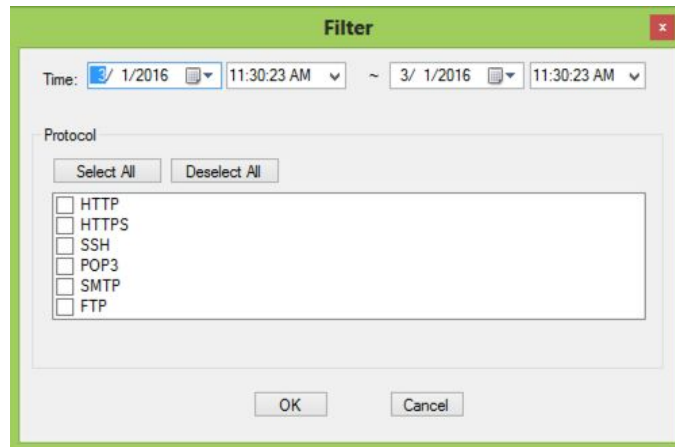 Filter
x
Time: 3/ 1/2016 11:30:23 AM ~ 3/ 1/2016 11:30:23 AM
Protocol
Select All Deselect All
HTTP
HTTPS
SSH
POP3
SMTP
FTP
OK Cancel